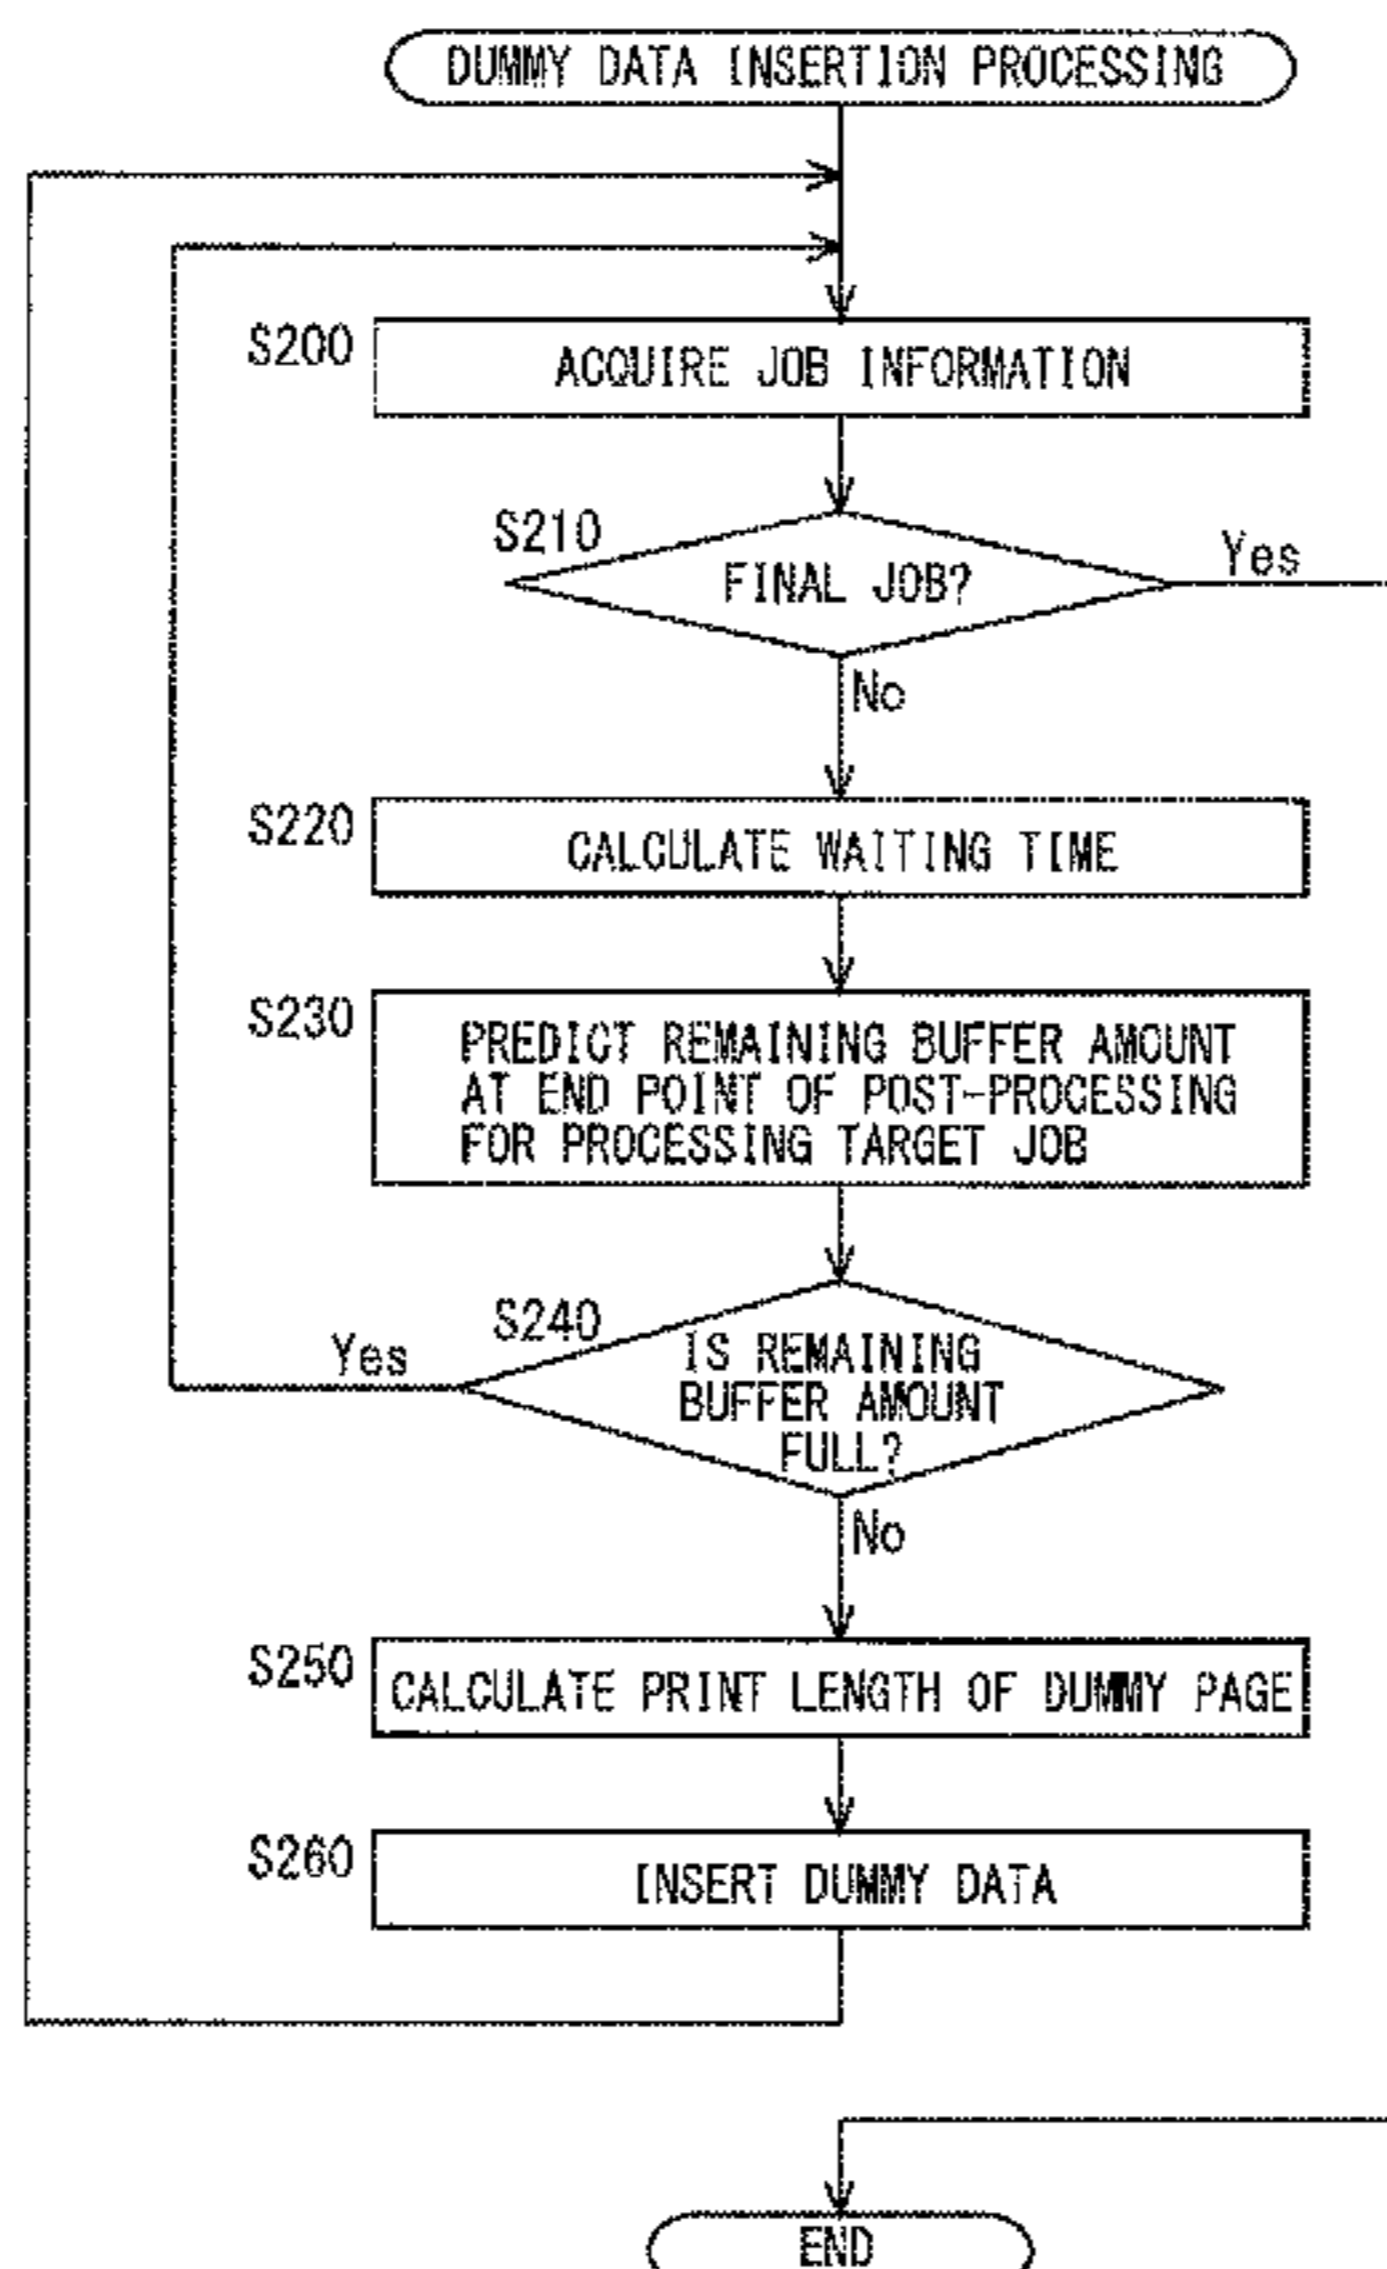 DUMMY DATA INSERTION PROCESSING
S200
ACQUIRE JOB INFORMATION
S210
FINAL JOB?
Yes
No
S220
CALCULATE WAITING TIME
S230
PREDICT REMAINING BUFFER AMOUNT
AT END POINT OF POST-PROCESSING
FOR PROCESSING TARGET JOB
S240
Yes
IS REMAINING
BUFFER AMOUNT
FULL?
No
S250
CALCULATE PRINT LENGTH OF DUMMY PAGE
S260
INSERT DUMMY DATA
END